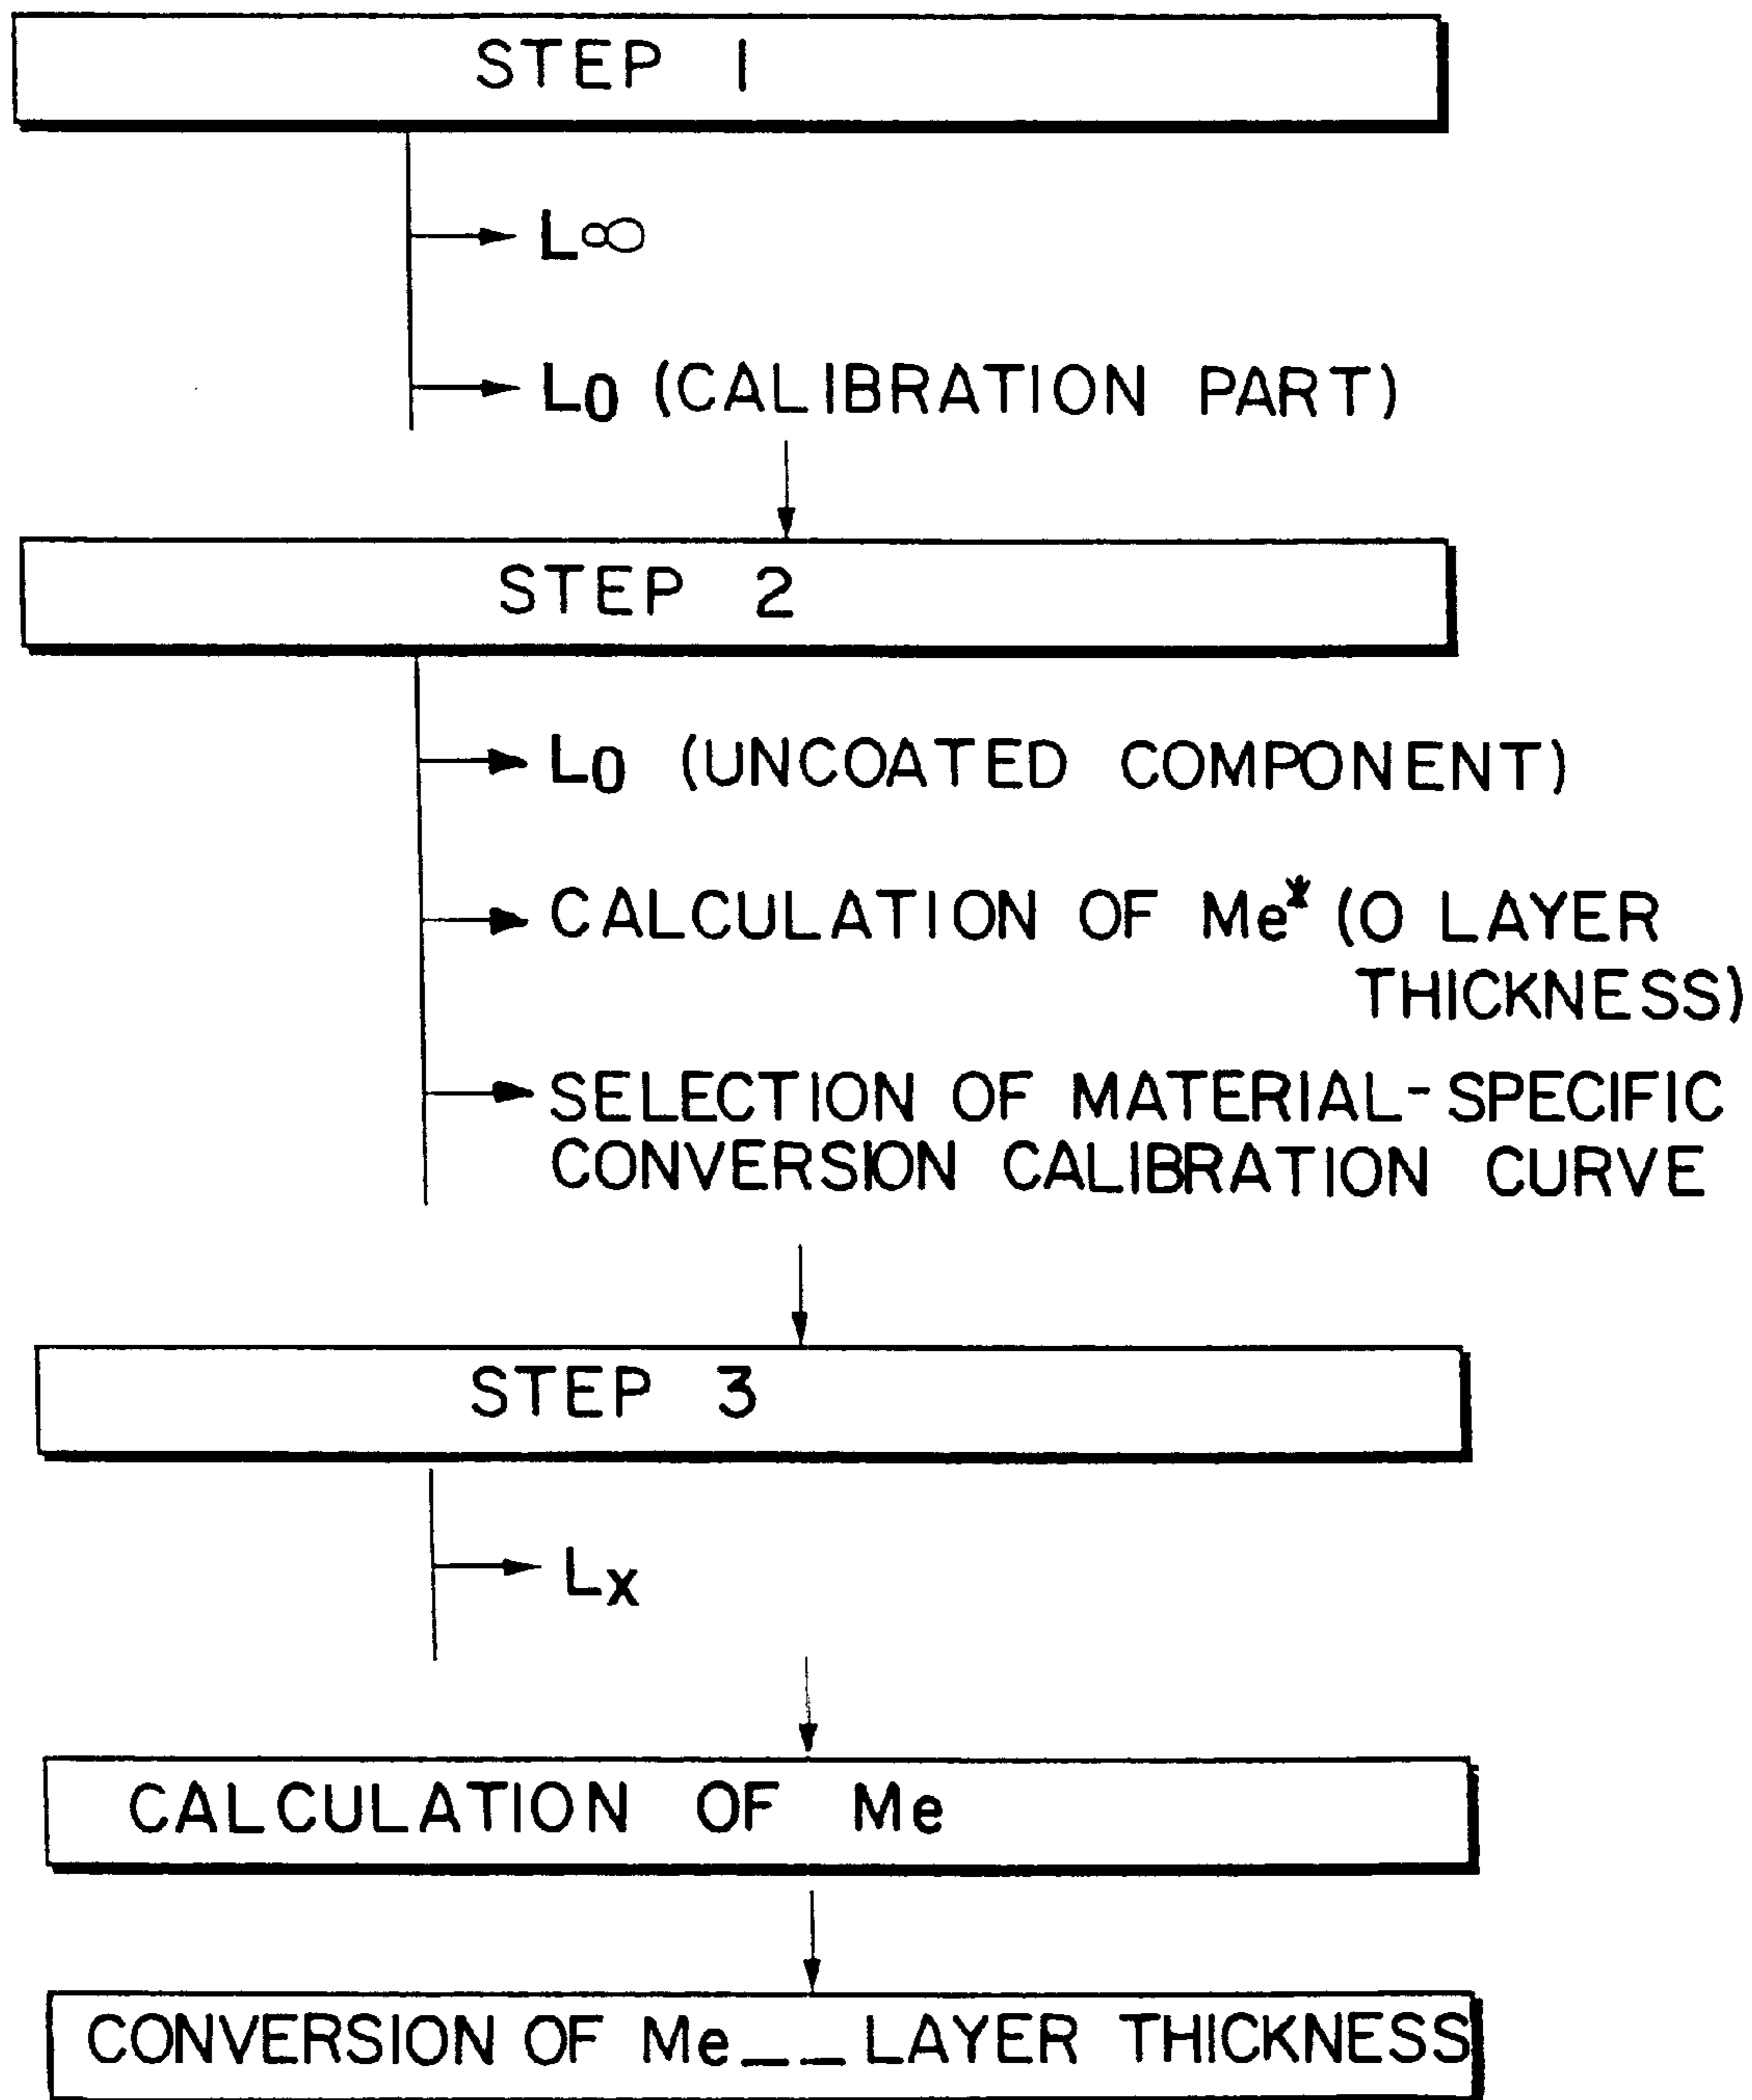 STEP 1
L∞
L0 (CALIBRATION PART)
STEP 2
L0 (UNCOATED COMPONENT)
CALCULATION OF Me* (0 LAYER
THICKNESS)
SELECTION OF MATERIAL-SPECIFIC
CONVERSION CALIBRATION CURVE
STEP 3
Lx
CALCULATION OF Me
CONVERSION OF Me__LAYER THICKNESS